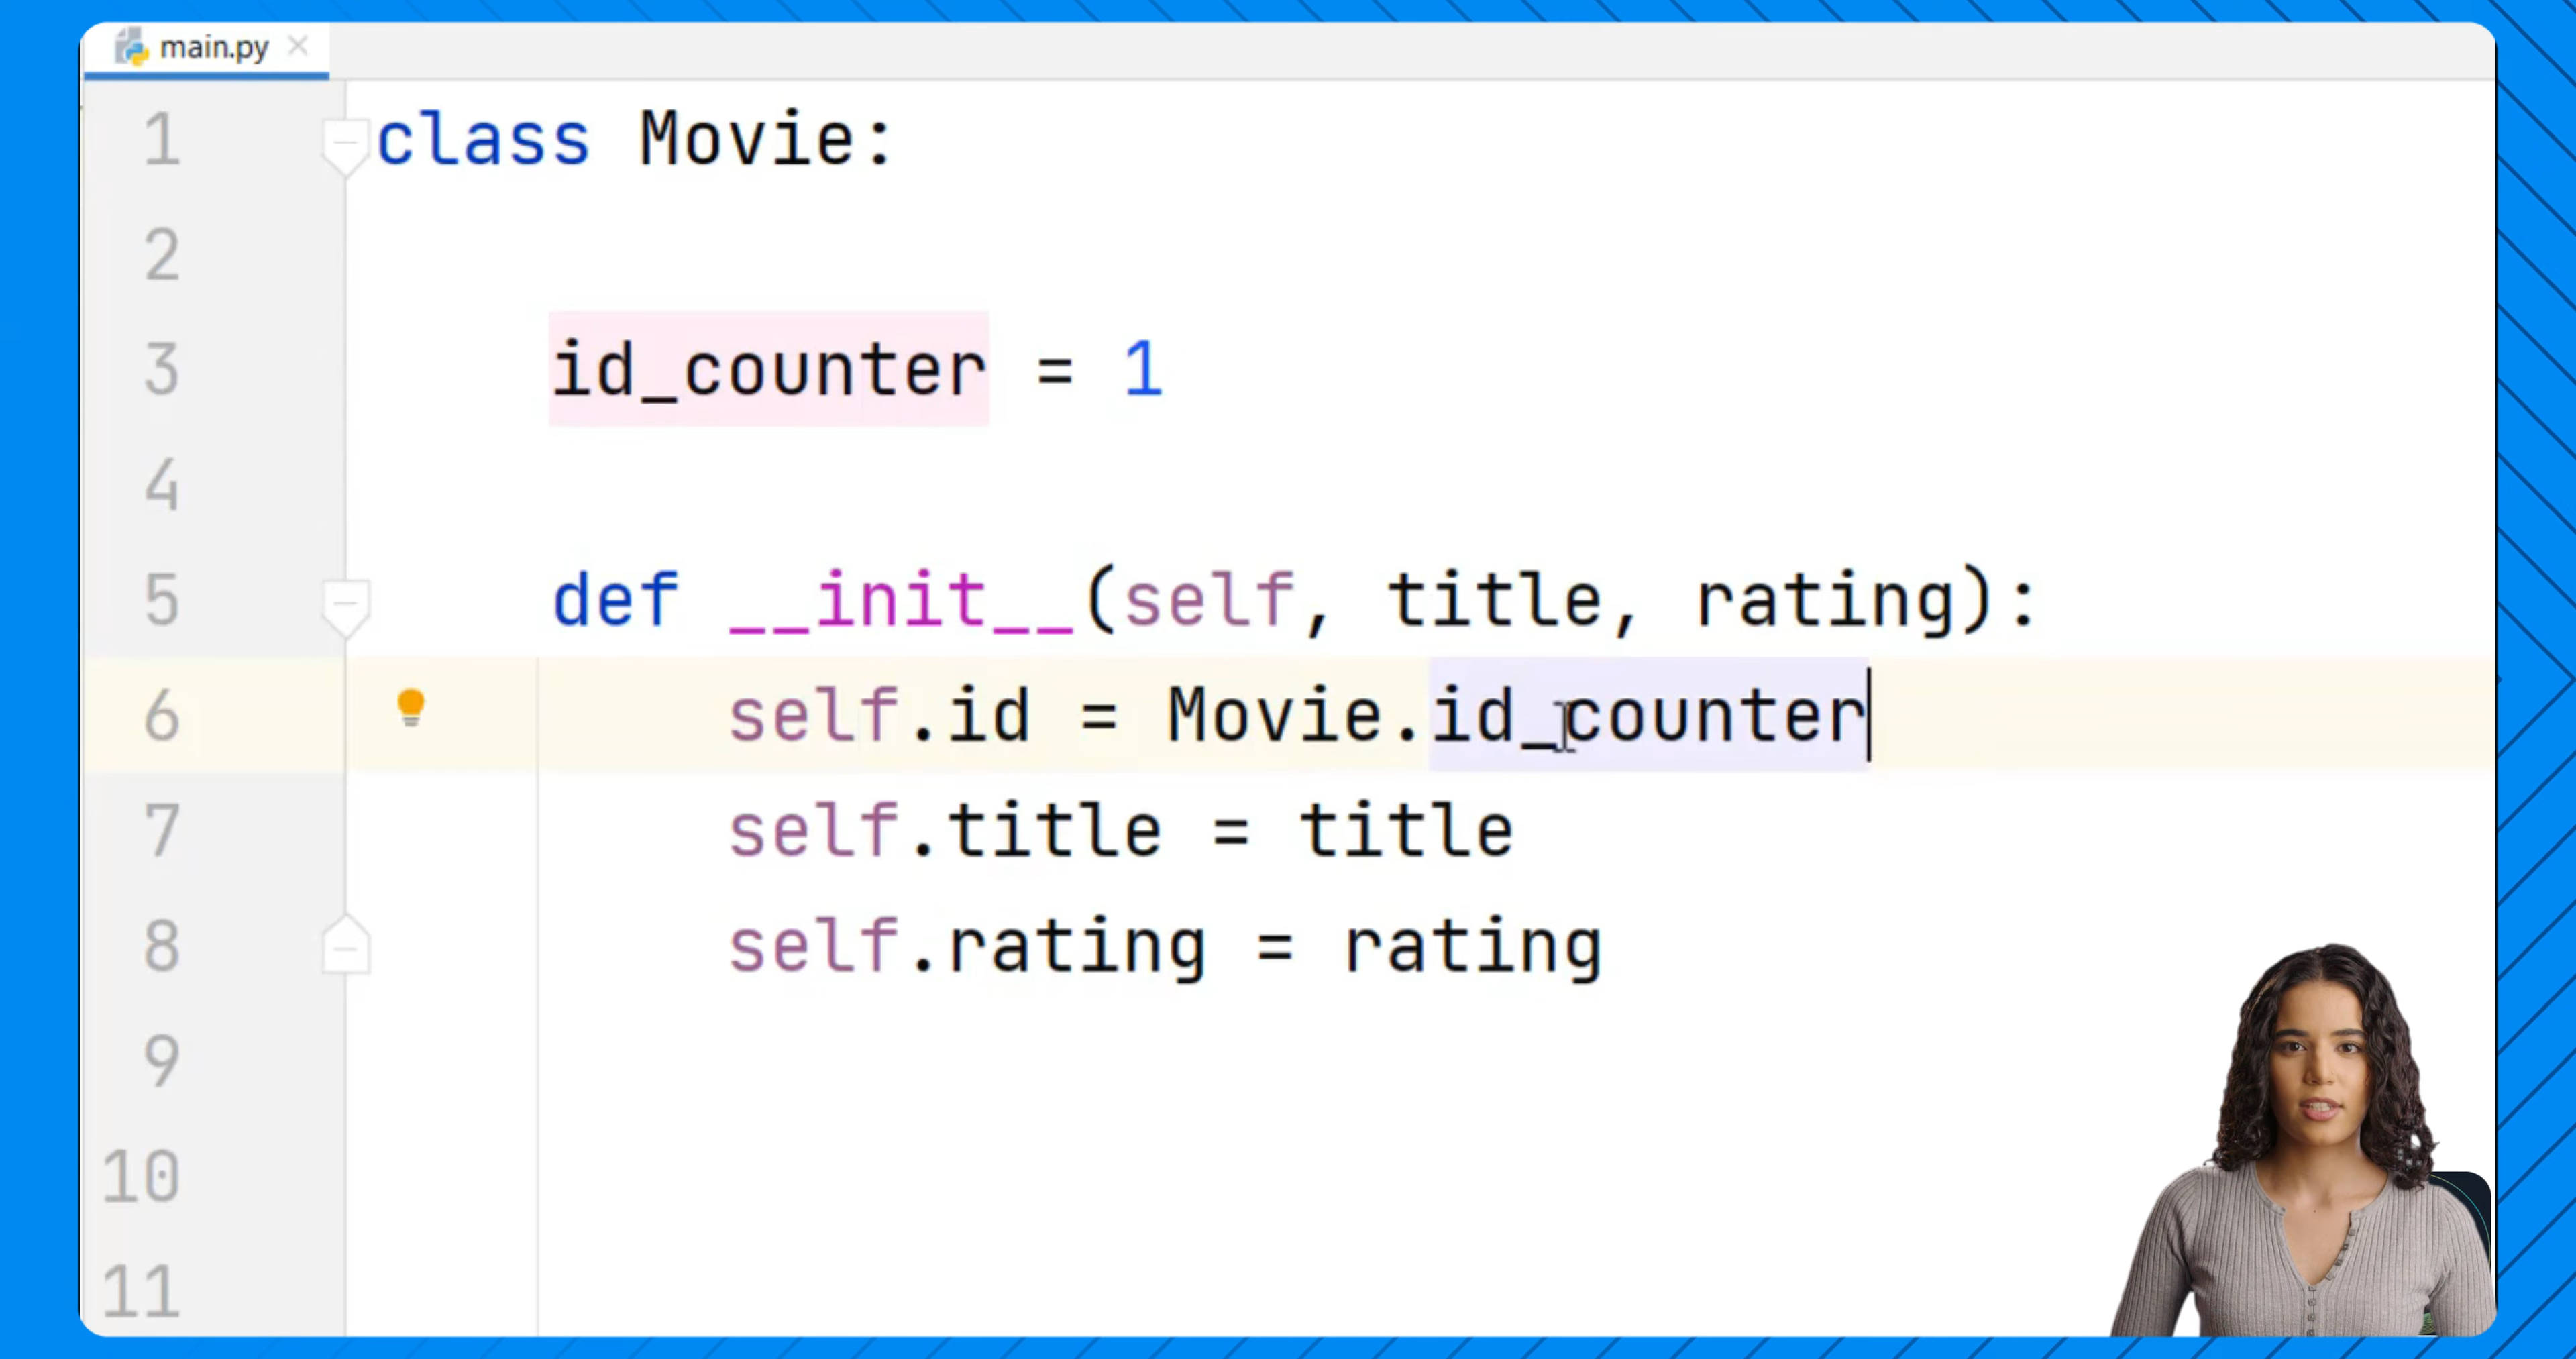 main.py
1 class Movie:
2
3 id_counter = 1
4
5 def __init__(self, title, rating):
6 self.id = Movie.id_counter
7 self.title = title
8 self.rating = rating
9
10
11